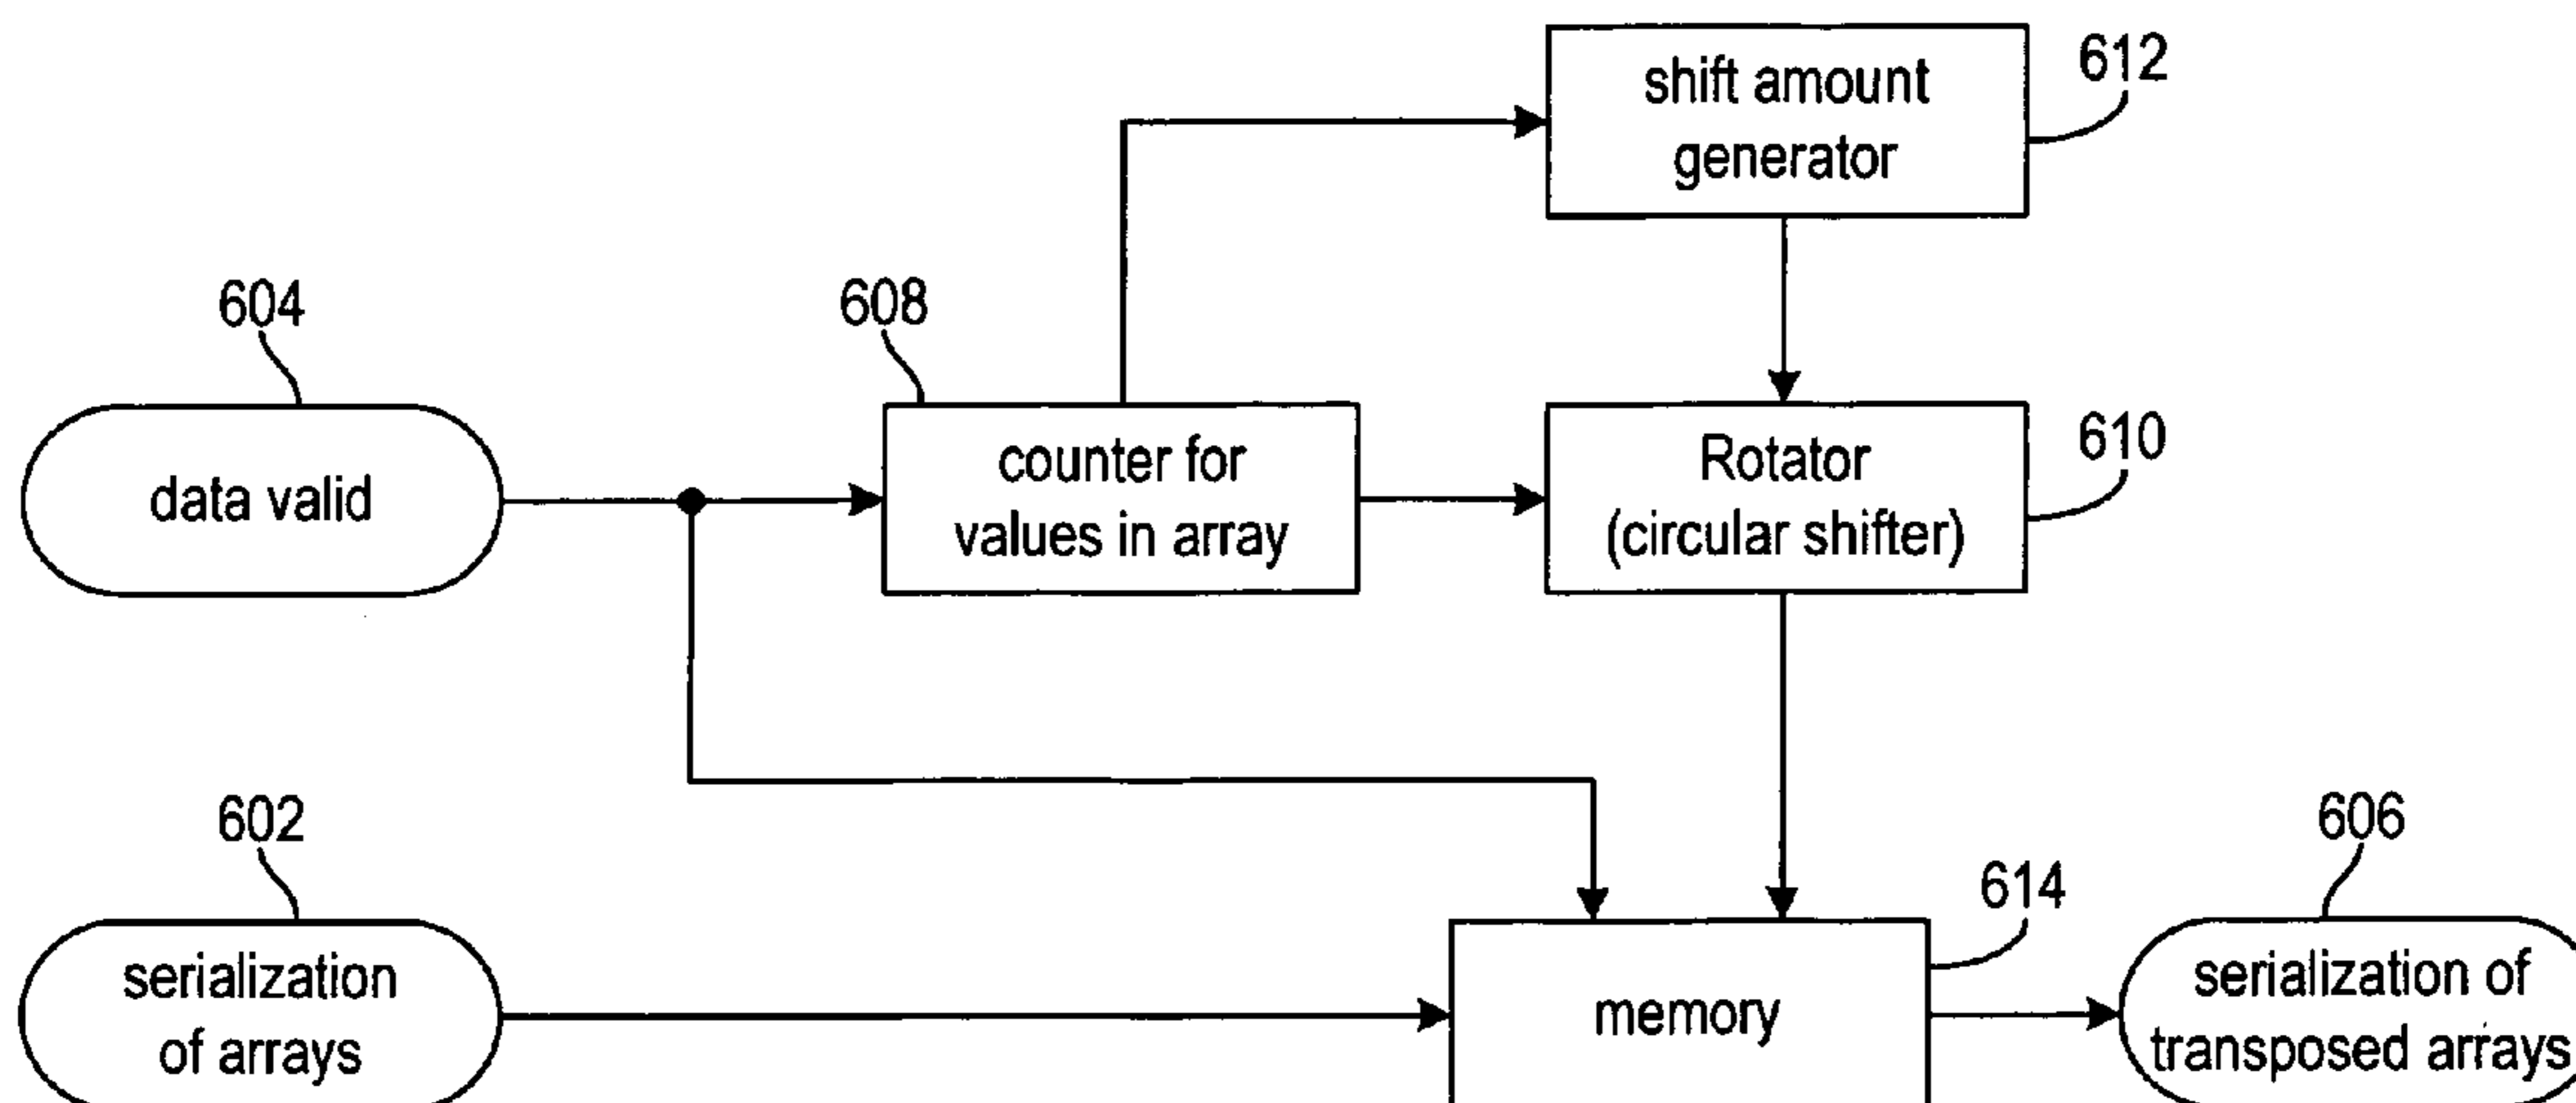 612
shift amount
generator
604
608
610
data valid
counter for
values in array
Rotator
(circular shifter)
602
606
614
serialization
of arrays
memory
serialization of
transposed arrays